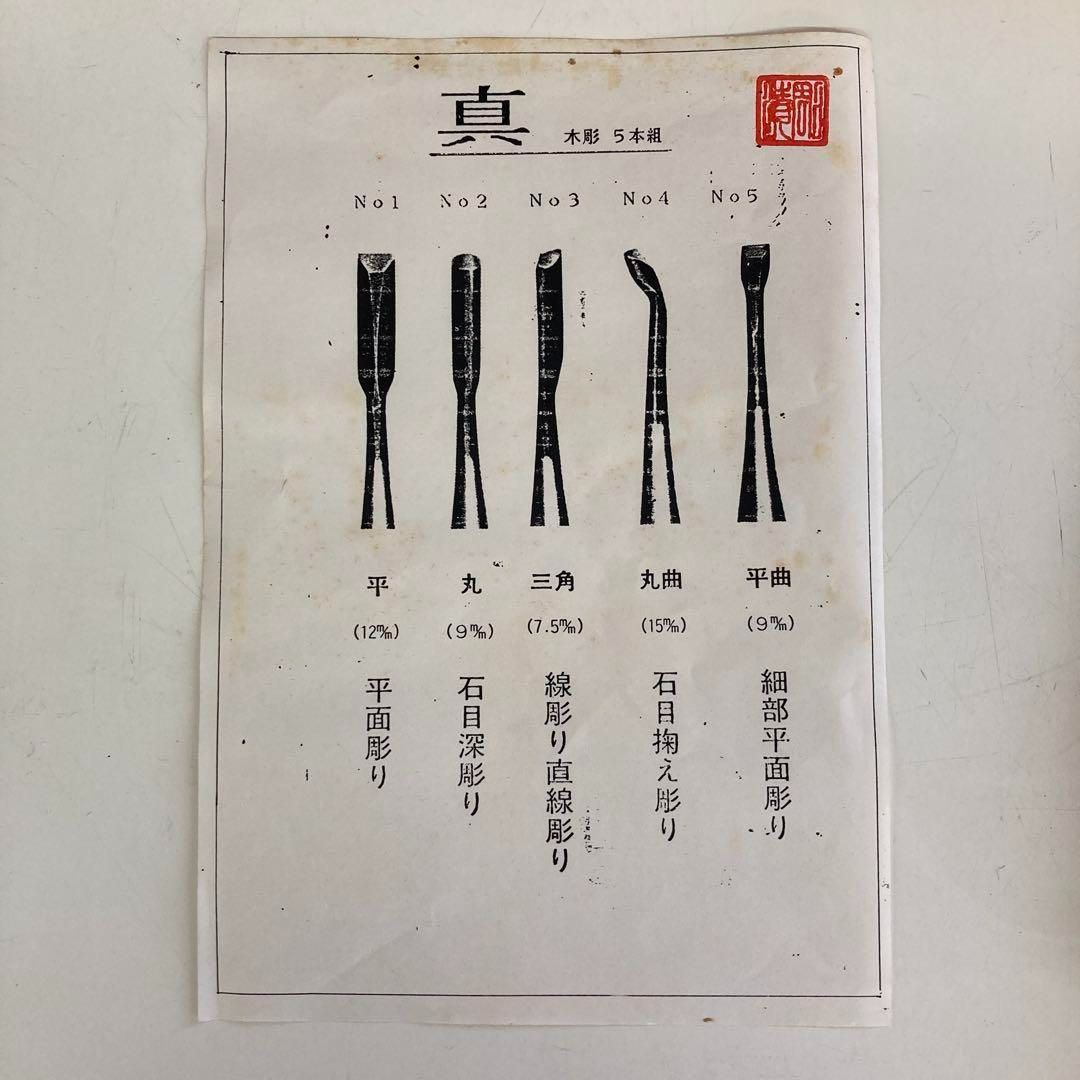 真 木彫 5本組
No1 No2 No3 No4 No5
平 丸 三角 丸曲 平曲
(12㎜) (9㎜) (7.5㎜) (15㎜) (9㎜)
平面彫り
石目深彫り
線彫り直線彫り
石目掬え彫り
細部平面彫り